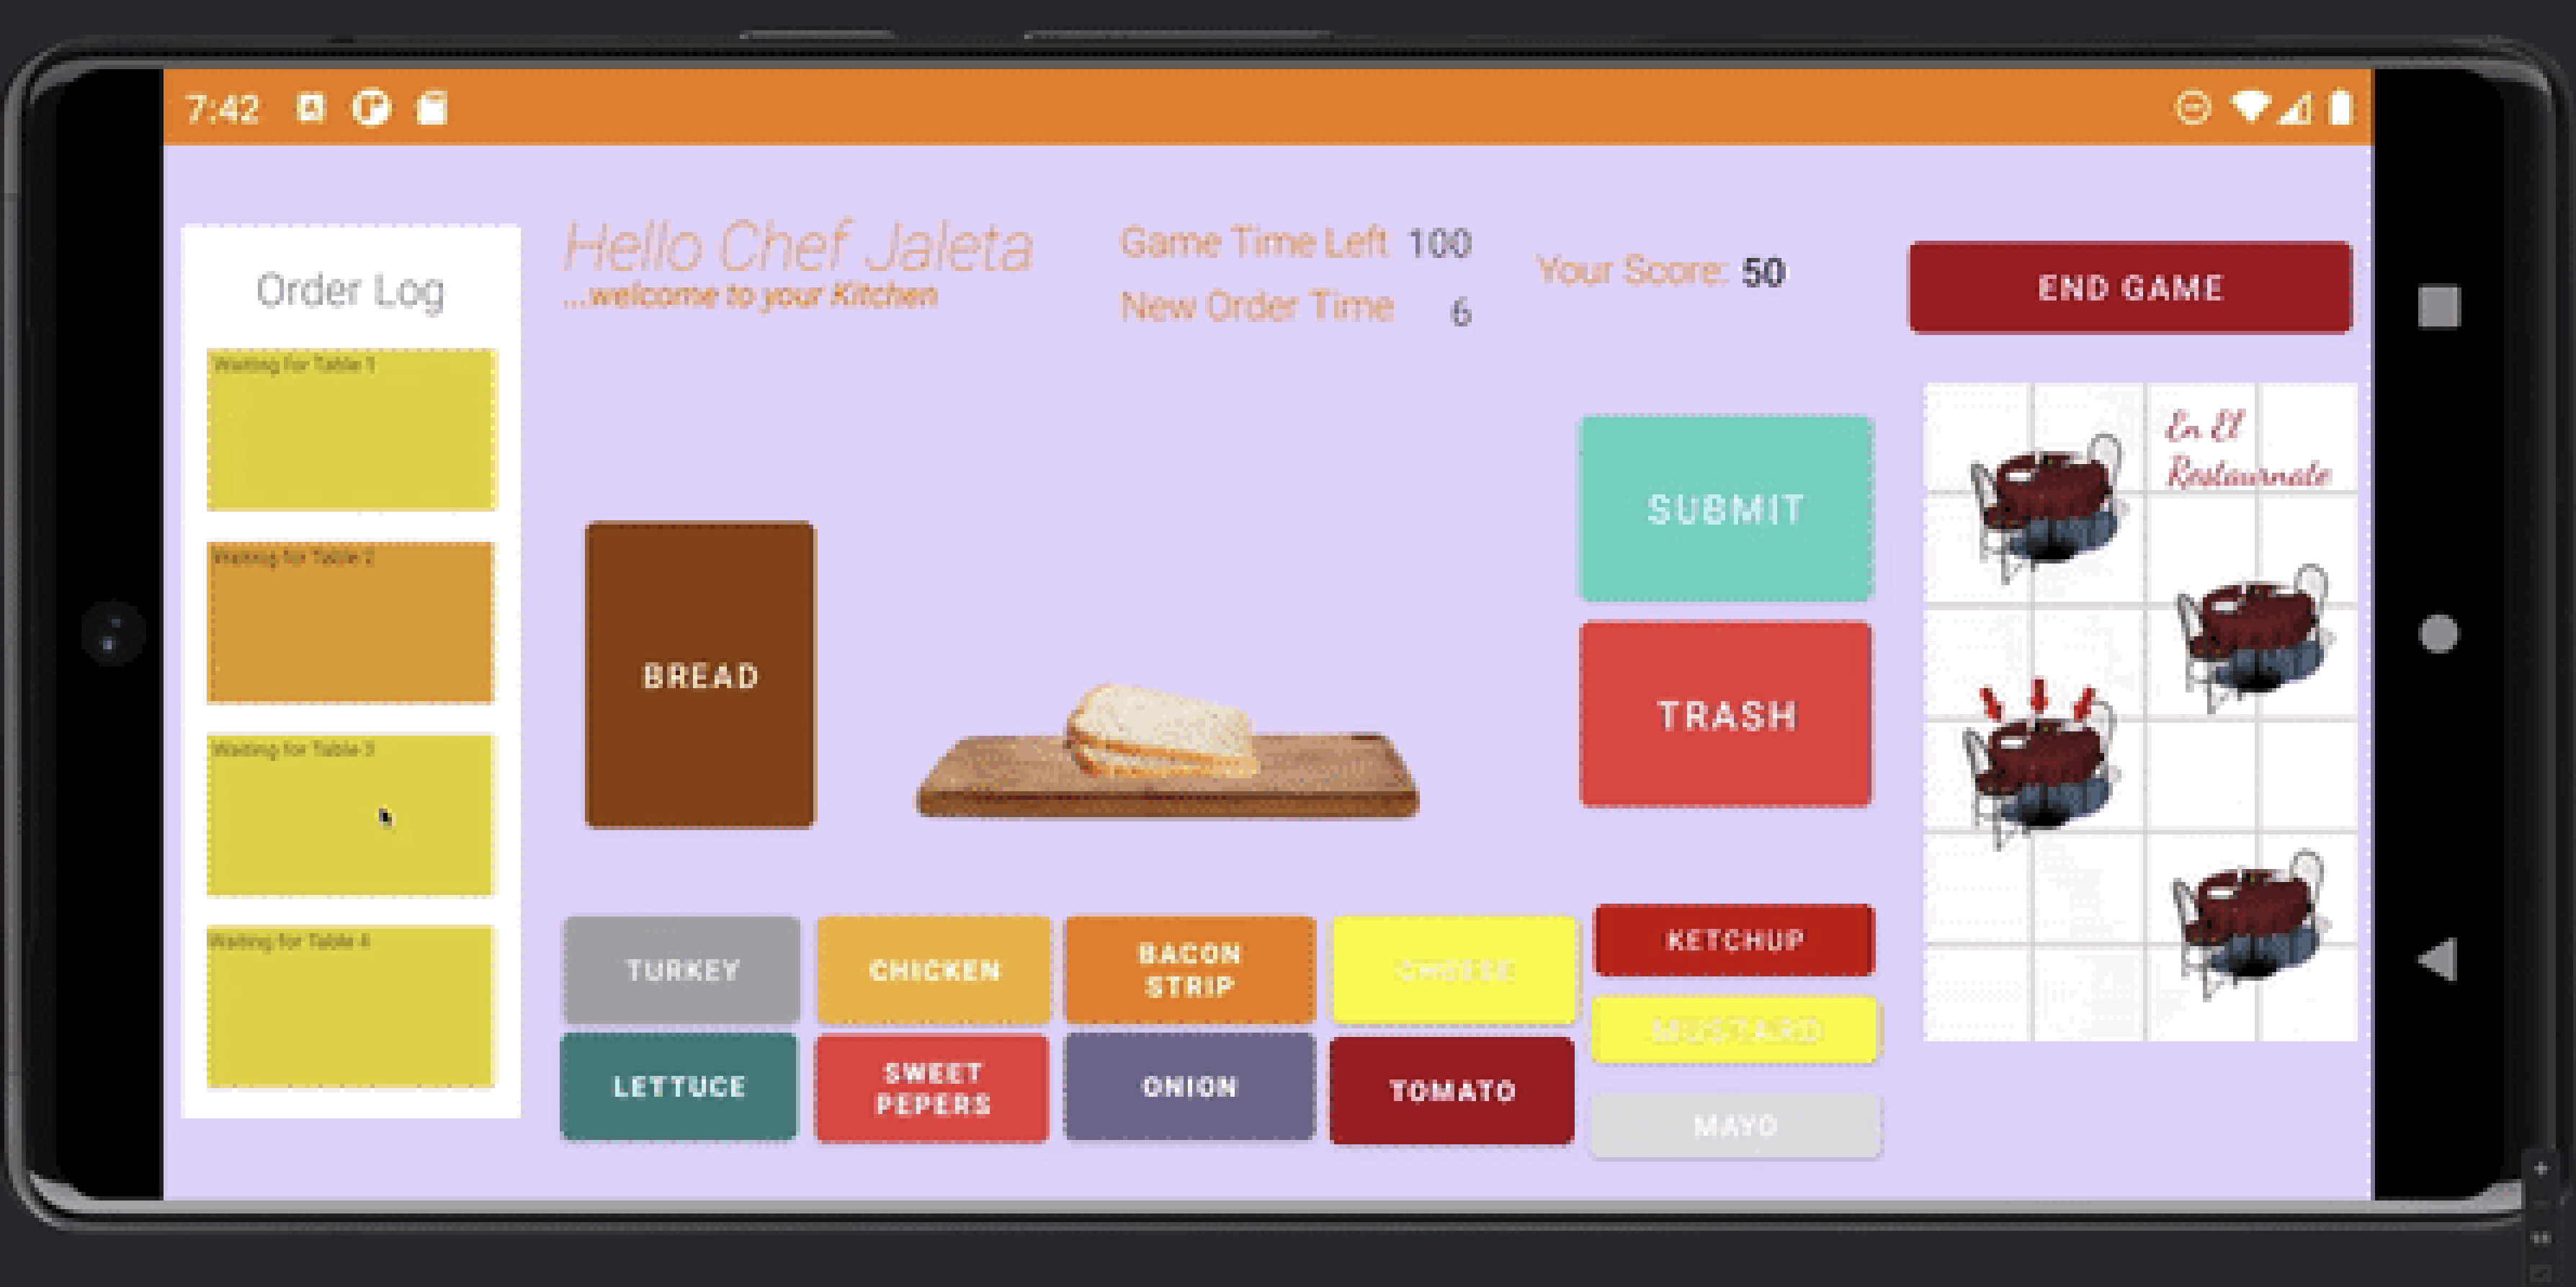 7:42
Order Log
Waiting for Table 1
Waiting for Table 2
Waiting for Table 3
Waiting for Table 4
Hello Chef Jaleta
...welcome to your Kitchen
Game Time Left 100
New Order Time 6
Your Score: 50
END GAME
En El
Restaurnate
SUBMIT
TRASH
BREAD
TURKEY
CHICKEN
BACON
STRIP
CHEESE
KETCHUP
MUSTARD
MAYO
LETTUCE
SWEET
PEPERS
ONION
TOMATO